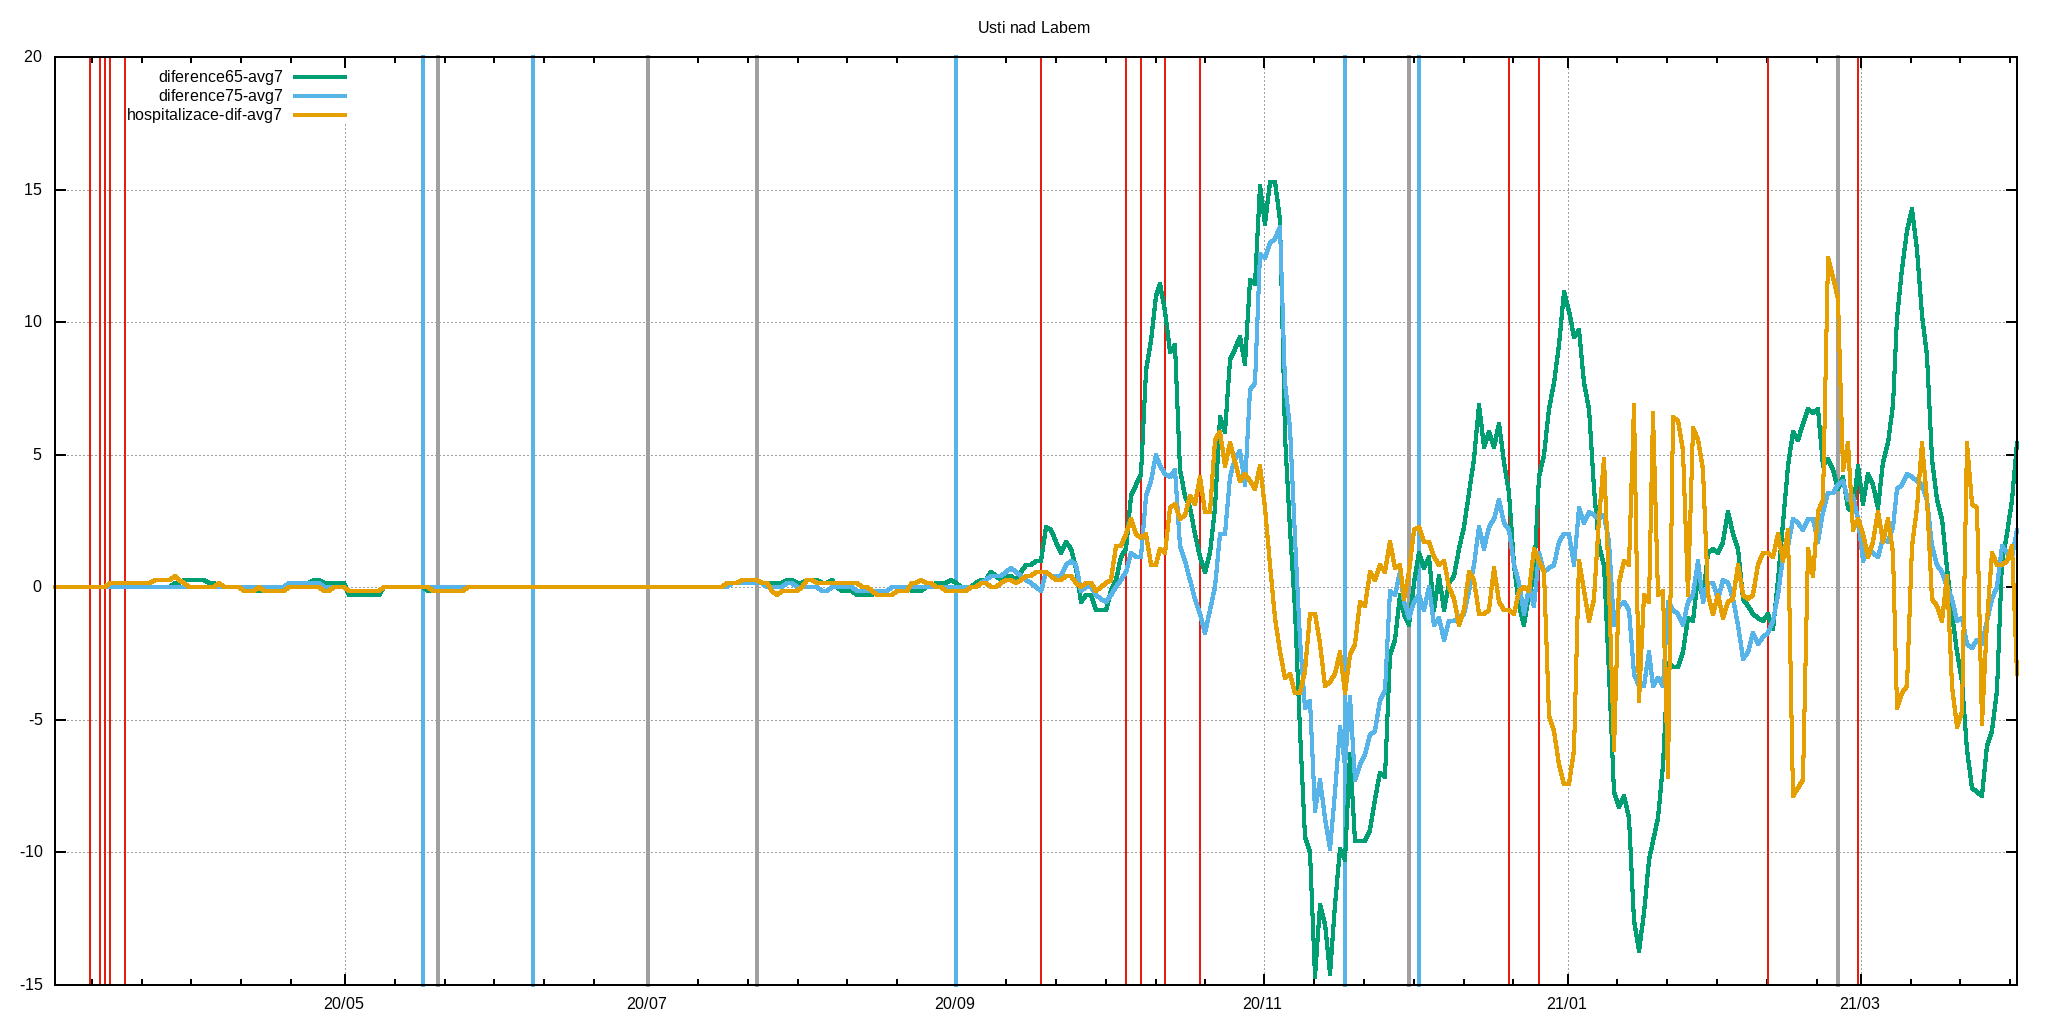 Usti nad Labem
diference65-avg7
diference75-avg7
hospitalizace-dif-avg7
20
15
10
5
0
-5
-10
-15
20/05 20/07 20/09 20/11 21/01 21/03